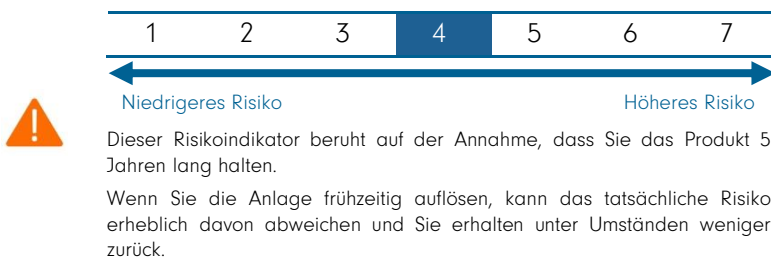 1 2 3 4 5 6 7
Niedrigeres Risiko Höheres Risiko
Dieser Risikoindikator beruht auf der Annahme, dass Sie das Produkt 5
Jahren lang halten.
Wenn Sie die Anlage frühzeitig auflösen, kann das tatsächliche Risiko
erheblich davon abweichen und Sie erhalten unter Umständen weniger
zurück.